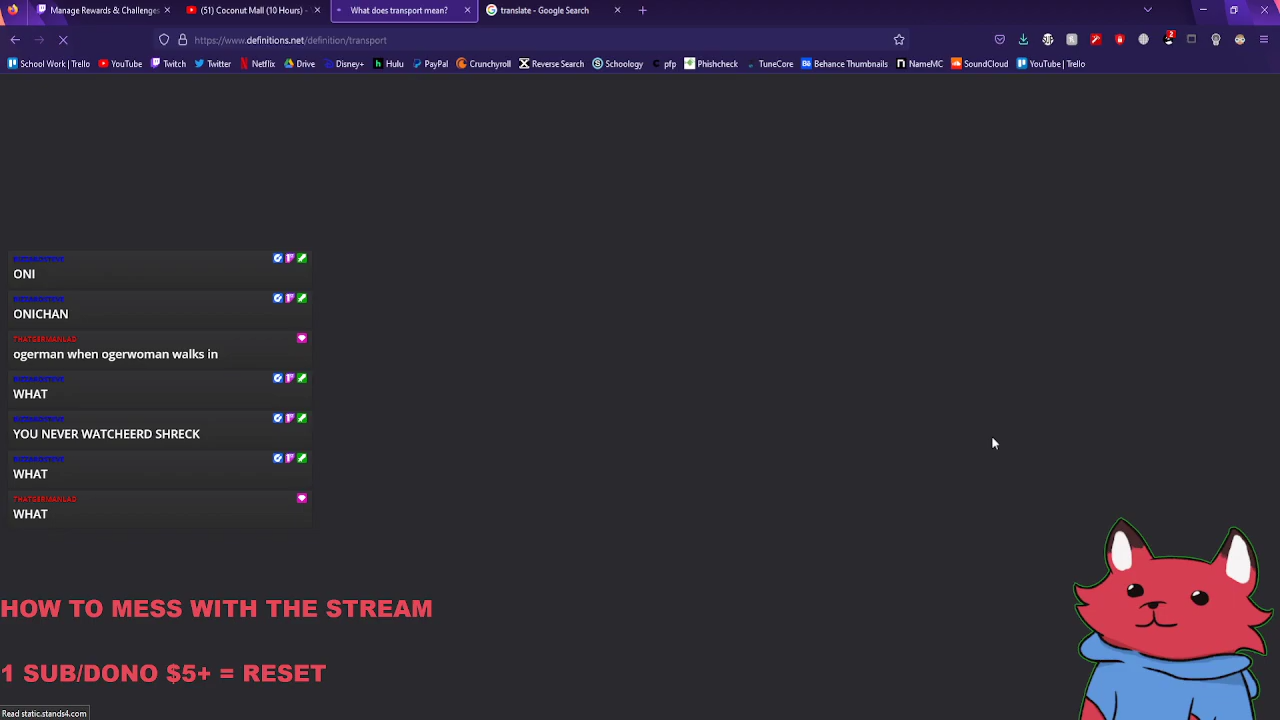 Manage Rewards & Challenges
(51) Coconut Mall (10 Hours) -
What does transport mean?
translate - Google Search
https://www.definitions.net/definition/transport
School Work | Trello
YouTube
Twitch
Twitter
Netflix
Drive
Disney+
Hulu
PayPal
Crunchyroll
Reverse Search
Schoology
pfp
Phishcheck
TuneCore
Behance Thumbnails
NameMC
SoundCloud
YouTube | Trello
2
ONI
ONICHAN
THATGERMANLAD
ogerman when ogerwoman walks in
WHAT
YOU NEVER WATCHEERD SHRECK
WHAT
THATGERMANLAD
WHAT
HOW TO MESS WITH THE STREAM
1 SUB/DONO $5+ = RESET
Read static.stands4.com